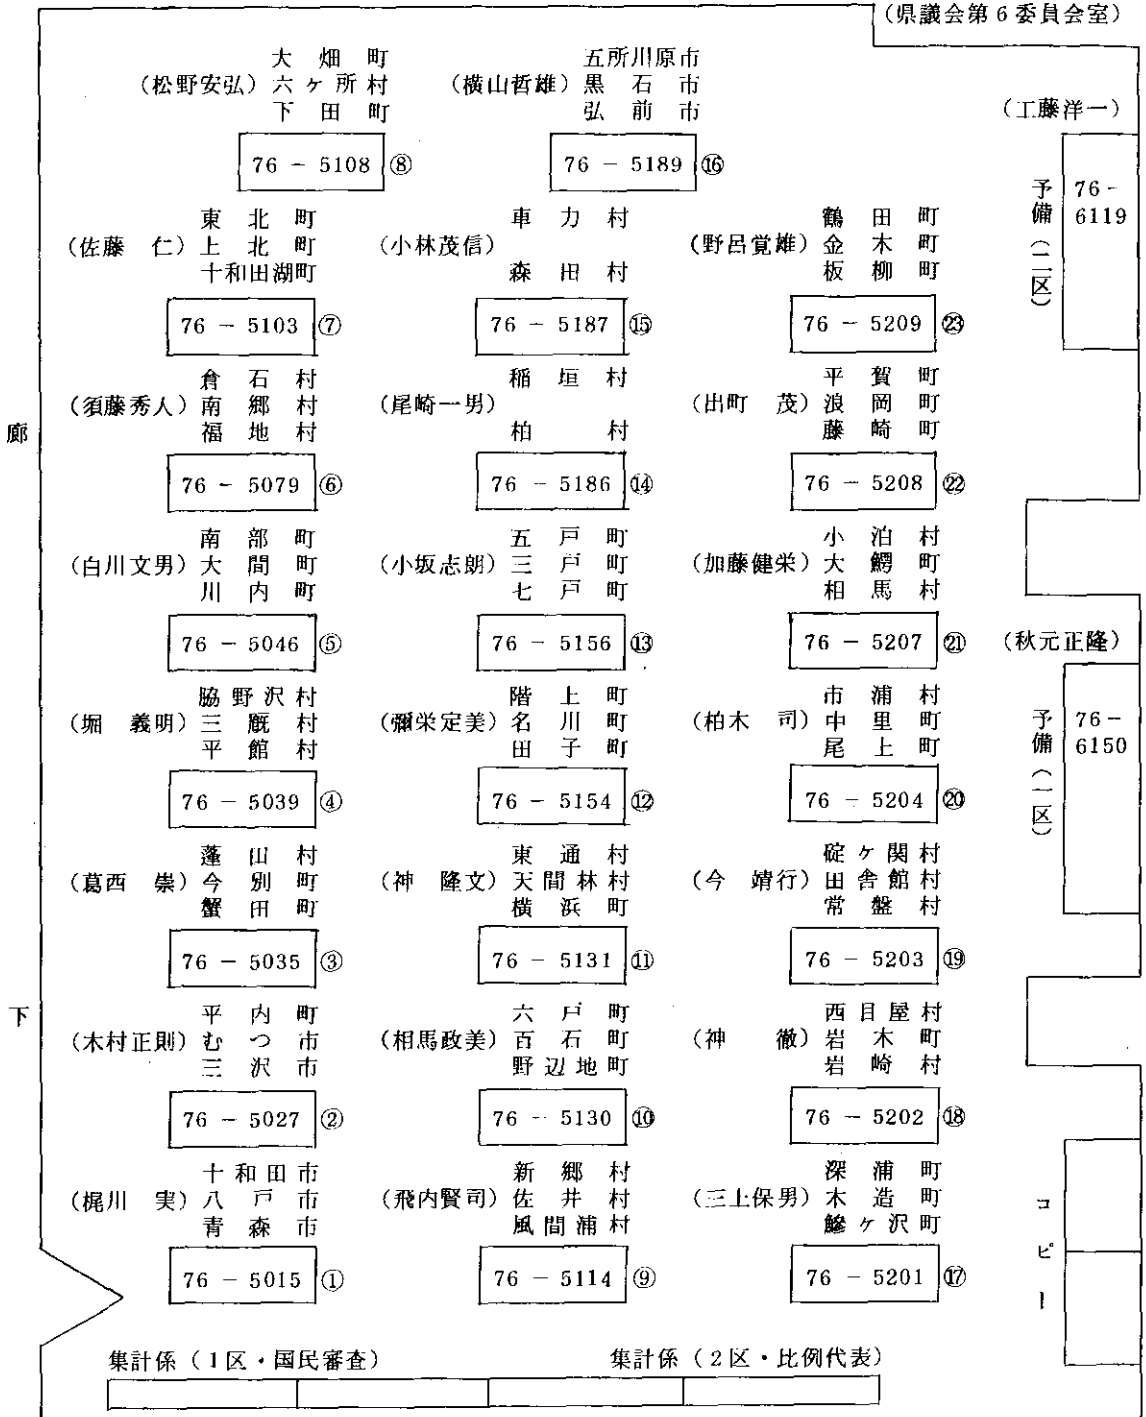 (県議会第6委員会室)
大畑町
(松野安弘) 六ヶ所村
下田町
76 - 5108 ⑧
五所川原市
(横山哲雄) 黒石市
弘前市
76 - 5189 ⑯
(工藤洋一)
予備(二区)
76 - 6119
東北町
(佐藤 仁) 上北町
十和田湖町
76 - 5103 ⑦
車力村
(小林茂信)
森田村
76 - 5187 ⑮
鶴田町
(野呂覚雄) 金木町
板柳町
76 - 5209 ㉓
倉石村
(須藤秀人) 南郷村
福地村
76 - 5079 ⑥
稲垣村
(尾崎一男)
柏村
76 - 5186 ⑭
平賀町
(出町 茂) 浪岡町
藤崎町
76 - 5208 ㉒
廊下
南部町
(白川文男) 大間町
川内町
76 - 5046 ⑤
五戸町
(小坂志朗) 三戸町
七戸町
76 - 5156 ⑬
小泊村
(加藤健栄) 大鰐町
相馬村
76 - 5207 ㉑
(秋元正隆)
予備(一区)
76 - 6150
脇野沢村
(堀 義明) 三厩村
平館村
76 - 5039 ④
階上町
(彌栄定美) 名川町
田子町
76 - 5154 ⑫
市浦村
(柏木 司) 中里町
尾上町
76 - 5204 ⑳
蓬田村
(葛西 崇) 今別町
蟹田町
76 - 5035 ③
東通村
(神 隆文) 天間林村
横浜町
76 - 5131 ⑪
碇ヶ関村
(今 靖行) 田舎館村
常盤村
76 - 5203 ⑲
平内町
(木村正則) むつ市
三沢市
76 - 5027 ②
六戸町
(相馬政美) 百石町
野辺地町
76 - 5130 ⑩
西目屋村
(神 徹) 岩木町
岩崎村
76 - 5202 ⑱
十和田市
(梶川 実) 八戸市
青森市
76 - 5015 ①
新郷村
(飛内賢司) 佐井村
風間浦村
76 - 5114 ⑨
深浦町
(三上保男) 木造町
鰺ヶ沢町
76 - 5201 ⑰
コピー
集計係(1区・国民審査)
集計係(2区・比例代表)